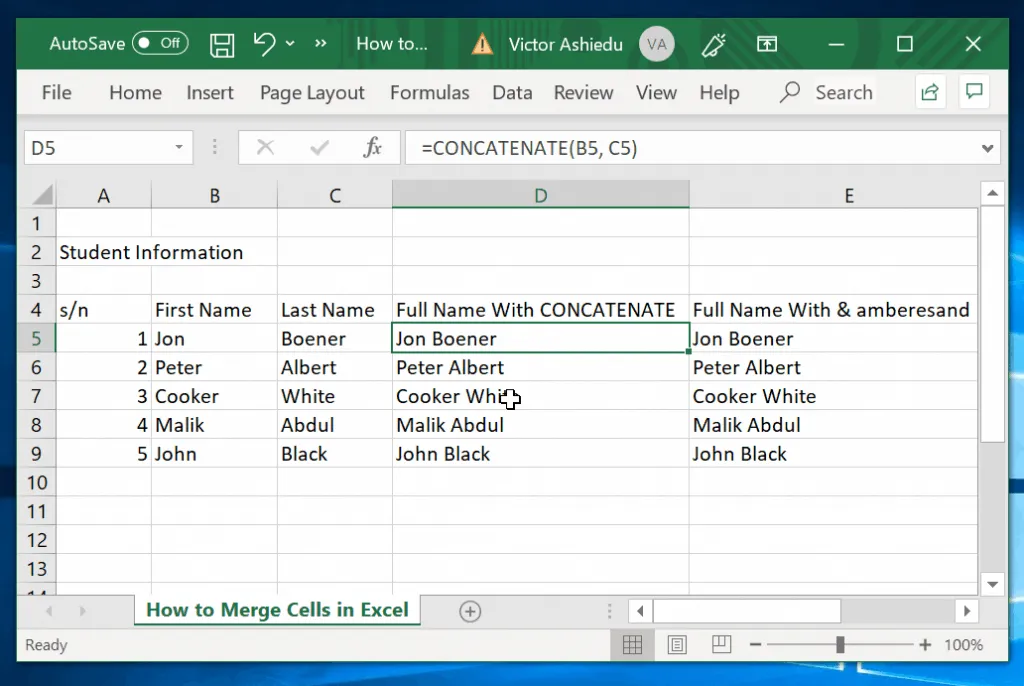 AutoSave Off How to... Victor Ashiedu VA
File Home Insert Page Layout Formulas Data Review View Help Search
D5 fx =CONCATENATE(B5, C5)
A B C D E
1
2 Student Information
3
4 s/n First Name Last Name Full Name With CONCATENATE Full Name With & amberesand
5 1 Jon Boener Jon Boener Jon Boener
6 2 Peter Albert Peter Albert Peter Albert
7 3 Cooker White Cooker White Cooker White
8 4 Malik Abdul Malik Abdul Malik Abdul
9 5 John Black John Black John Black
10
11
12
13
How to Merge Cells in Excel
Ready 100%